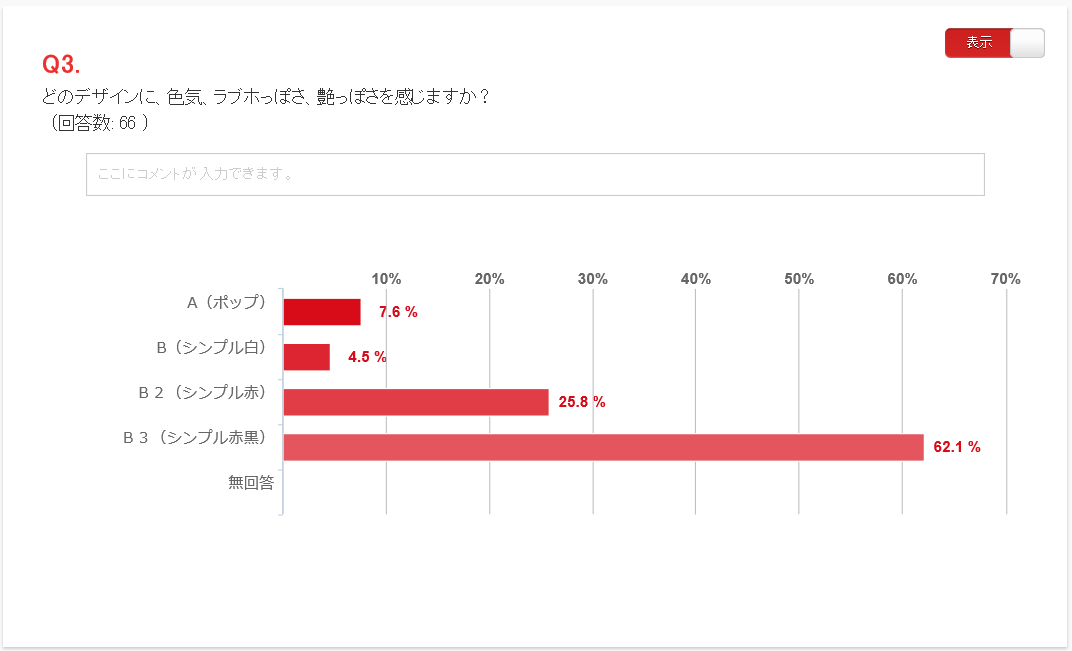 表示
Q3.
どのデザインに、色気、ラブホっぽさ、艶っぽさを感じますか？
（回答数: 66 ）
ここにコメントが入力できます。
10% 20% 30% 40% 50% 60% 70%
A（ポップ） 7.6 %
B（シンプル白） 4.5 %
B２（シンプル赤） 25.8 %
B３（シンプル赤黒） 62.1 %
無回答